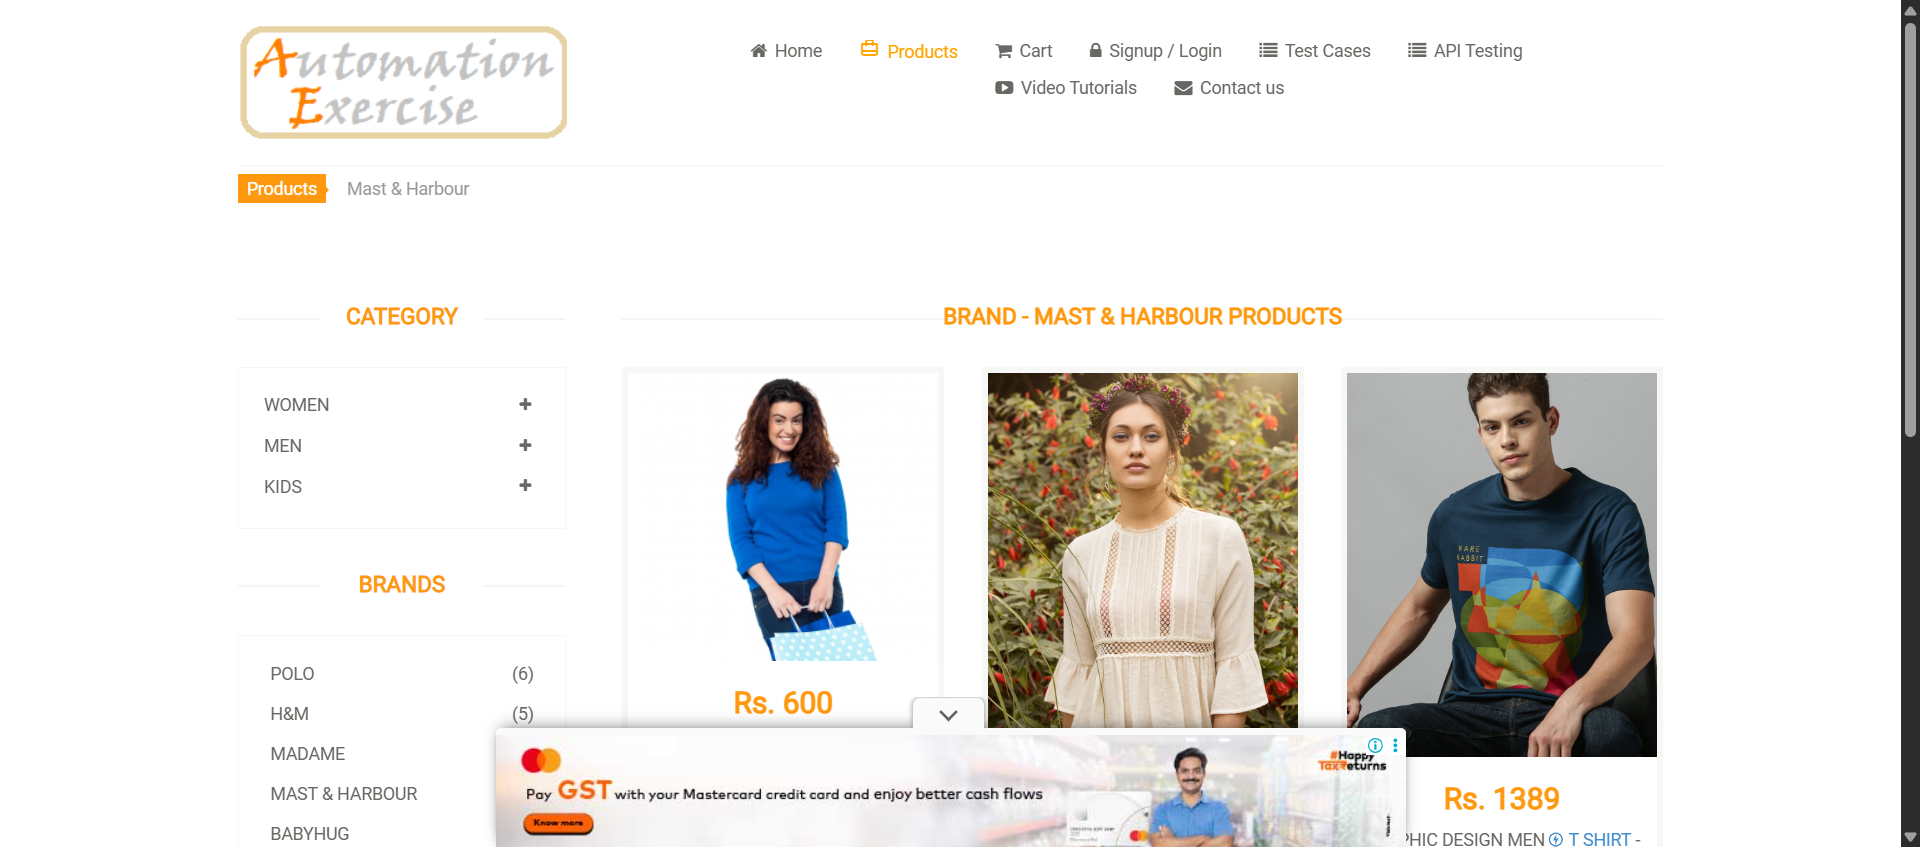 Automation
Exercise
Home
Products
Cart
Signup / Login
Test Cases
API Testing
Video Tutorials
Contact us
Products
Mast & Harbour
CATEGORY
WOMEN
MEN
KIDS
BRANDS
POLO (6)
H&M (5)
MADAME
MAST & HARBOUR
BABYHUG
BRAND - MAST & HARBOUR PRODUCTS
Rs. 600
RARE
RABBIT
Rs. 1389
PHIC DESIGN MEN T SHIRT -
Pay GST with your Mastercard credit card and enjoy better cash flows
Know more
#Happy
TaxReturns